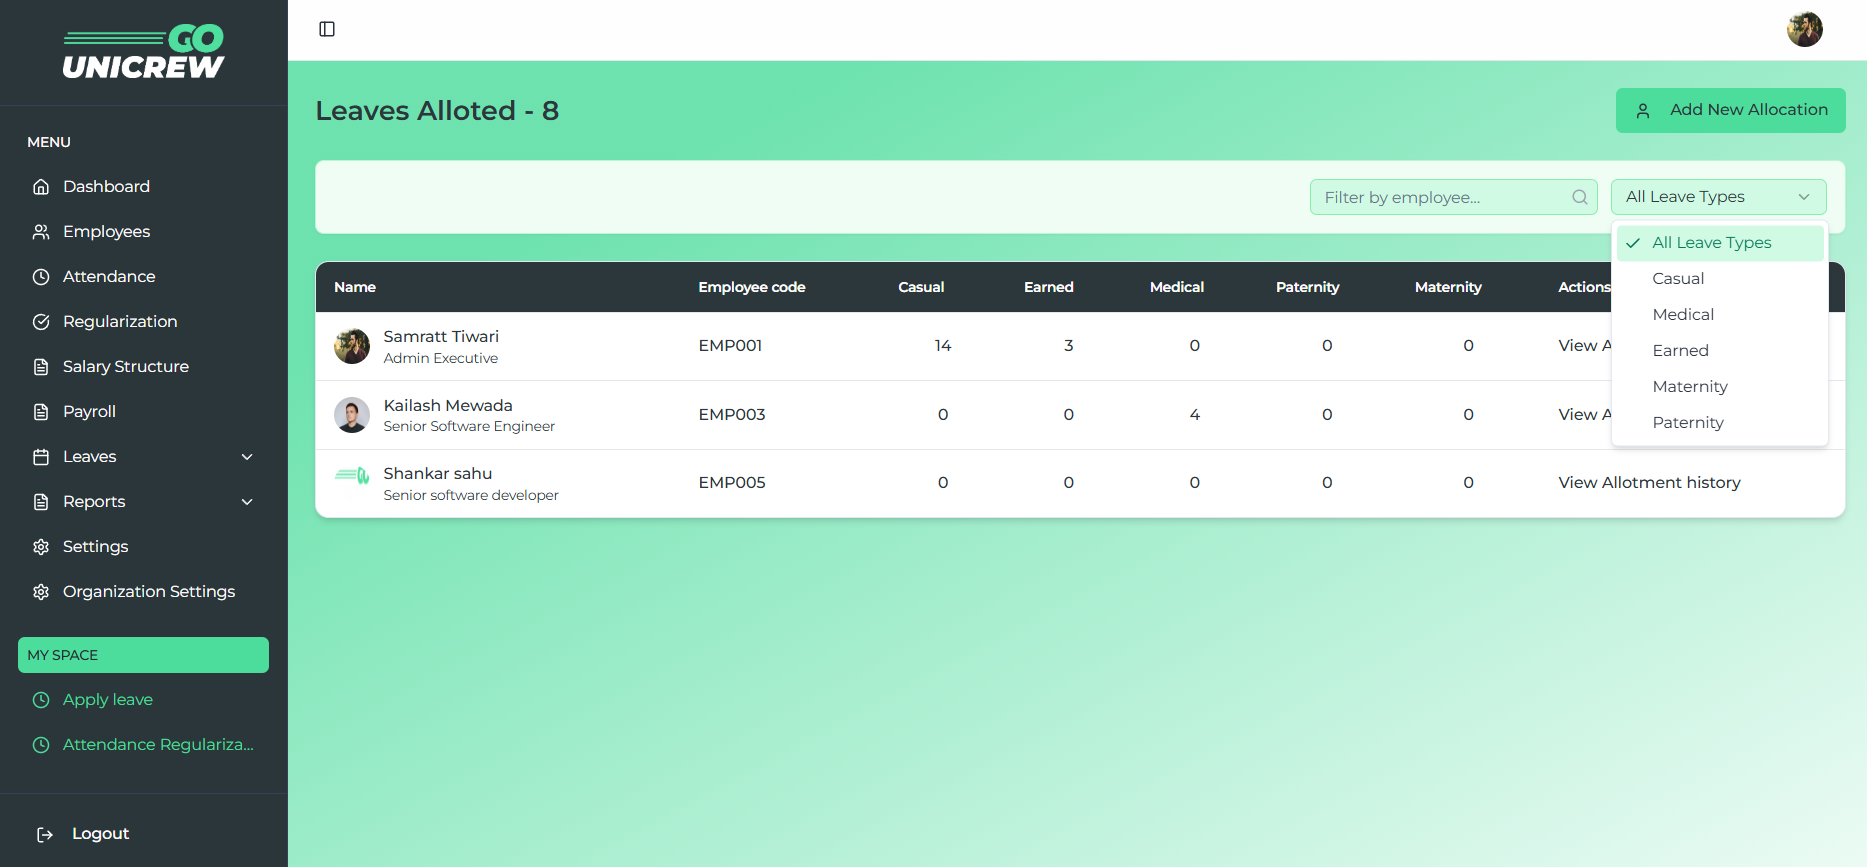 GO
UNICREW
MENU
Dashboard
Employees
Attendance
Regularization
Salary Structure
Payroll
Leaves
Reports
Settings
Organization Settings
MY SPACE
Apply leave
Attendance Regulariza...
Logout
Leaves Alloted - 8
Add New Allocation
Filter by employee...
All Leave Types
All Leave Types
Casual
Medical
Earned
Maternity
Paternity
Name Employee code Casual Earned Medical Paternity Maternity Actions
Samratt Tiwari
Admin Executive
EMP001 14 3 0 0 0 View A
Kailash Mewada
Senior Software Engineer
EMP003 0 0 4 0 0 View A
Shankar sahu
Senior software developer
EMP005 0 0 0 0 0 View Allotment history